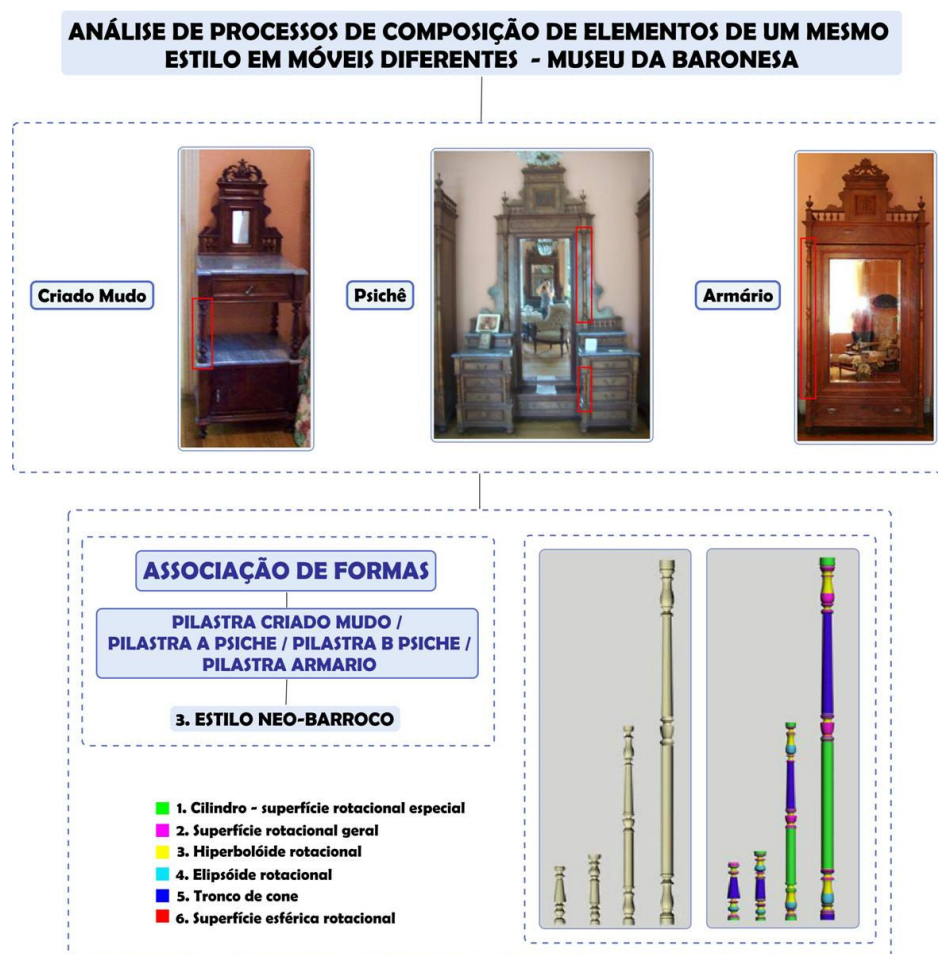 ANÁLISE DE PROCESSOS DE COMPOSIÇÃO DE ELEMENTOS DE UM MESMO
ESTILO EM MÓVEIS DIFERENTES - MUSEU DA BARONESA
Criado Mudo
Psichê
Armário
ASSOCIAÇÃO DE FORMAS
PILASTRA CRIADO MUDO /
PILASTRA A PSICHE / PILASTRA B PSICHE /
PILASTRA ARMARIO
3. ESTILO NEO-BARROCO
1. Cilindro - superfície rotacional especial
2. Superfície rotacional geral
3. Hiperbolóide rotacional
4. Elipsóide rotacional
5. Tronco de cone
6. Superfície esférica rotacional